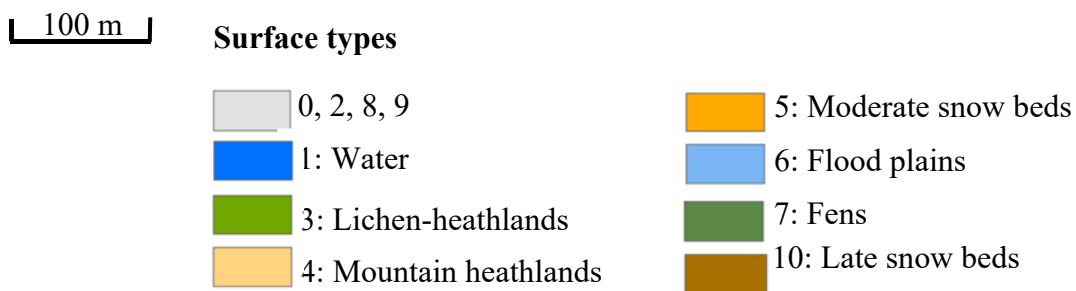 100 m
Surface types
0, 2, 8, 9
1: Water
3: Lichen-heathlands
4: Mountain heathlands
5: Moderate snow beds
6: Flood plains
7: Fens
10: Late snow beds